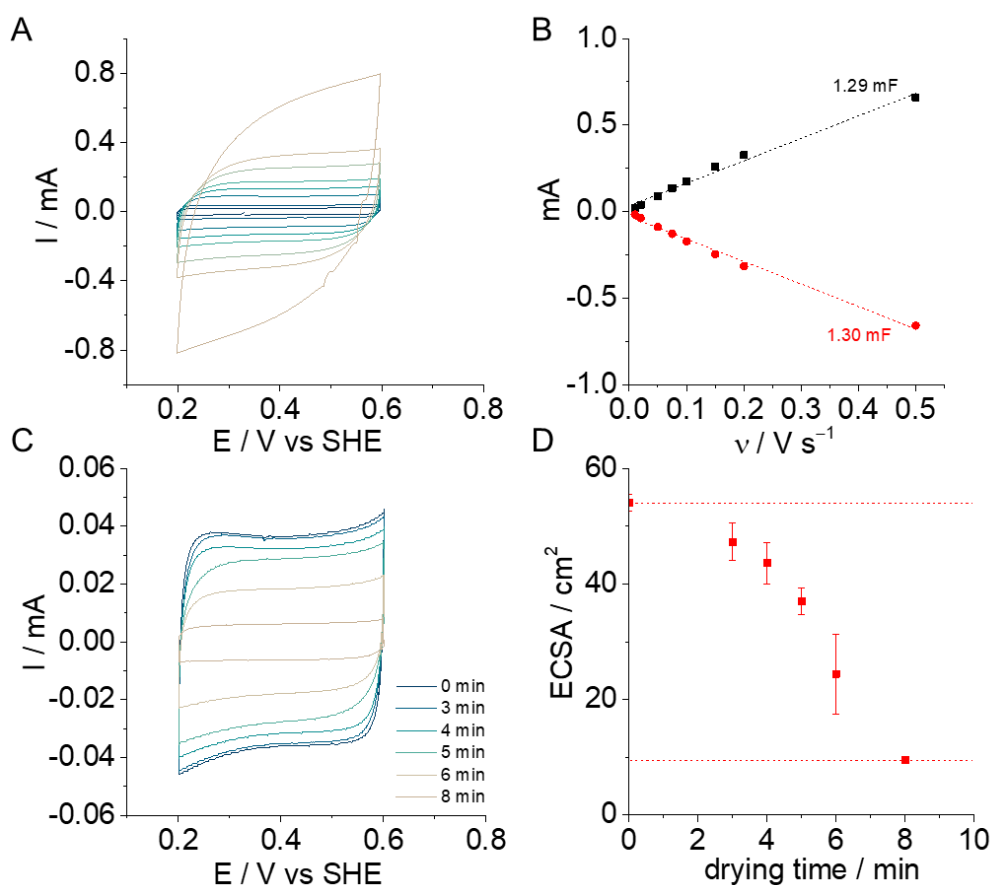 A
0.8
0.4
0.0
-0.4
-0.8
I / mA
0.2
0.4
0.6
0.8
E / V vs SHE
B
1.0
0.5
0.0
-0.5
-1.0
mA
1.29 mF
1.30 mF
0.0
0.1
0.2
0.3
0.4
0.5
ν / V s⁻¹
C
0.06
0.04
0.02
0.00
-0.02
-0.04
-0.06
I / mA
0 min
3 min
4 min
5 min
6 min
8 min
0.2
0.4
0.6
0.8
E / V vs SHE
D
60
40
20
0
ECSA / cm²
0
2
4
6
8
10
drying time / min